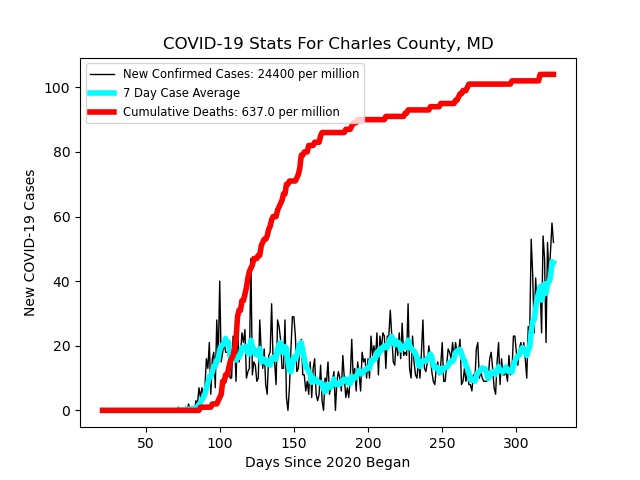 COVID-19 Stats For Charles County, MD
New Confirmed Cases: 24400 per million
7 Day Case Average
Cumulative Deaths: 637.0 per million
New COVID-19 Cases
100
80
60
40
20
0
50 100 150 200 250 300
Days Since 2020 Began